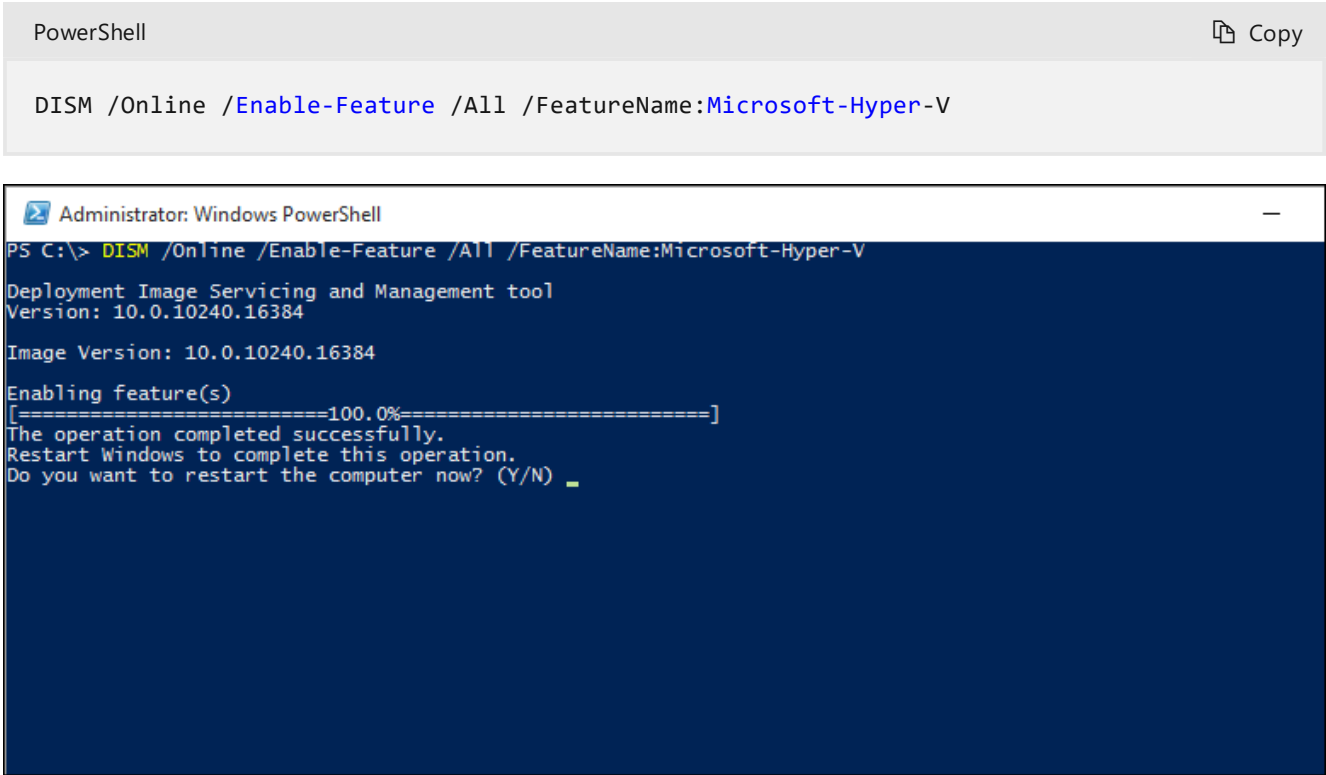 PowerShell
Copy
DISM /Online /Enable-Feature /All /FeatureName:Microsoft-Hyper-V
Administrator: Windows PowerShell
PS C:\> DISM /Online /Enable-Feature /All /FeatureName:Microsoft-Hyper-V
Deployment Image Servicing and Management tool
Version: 10.0.10240.16384
Image Version: 10.0.10240.16384
Enabling feature(s)
[==========================100.0%==========================]
The operation completed successfully.
Restart Windows to complete this operation.
Do you want to restart the computer now? (Y/N)